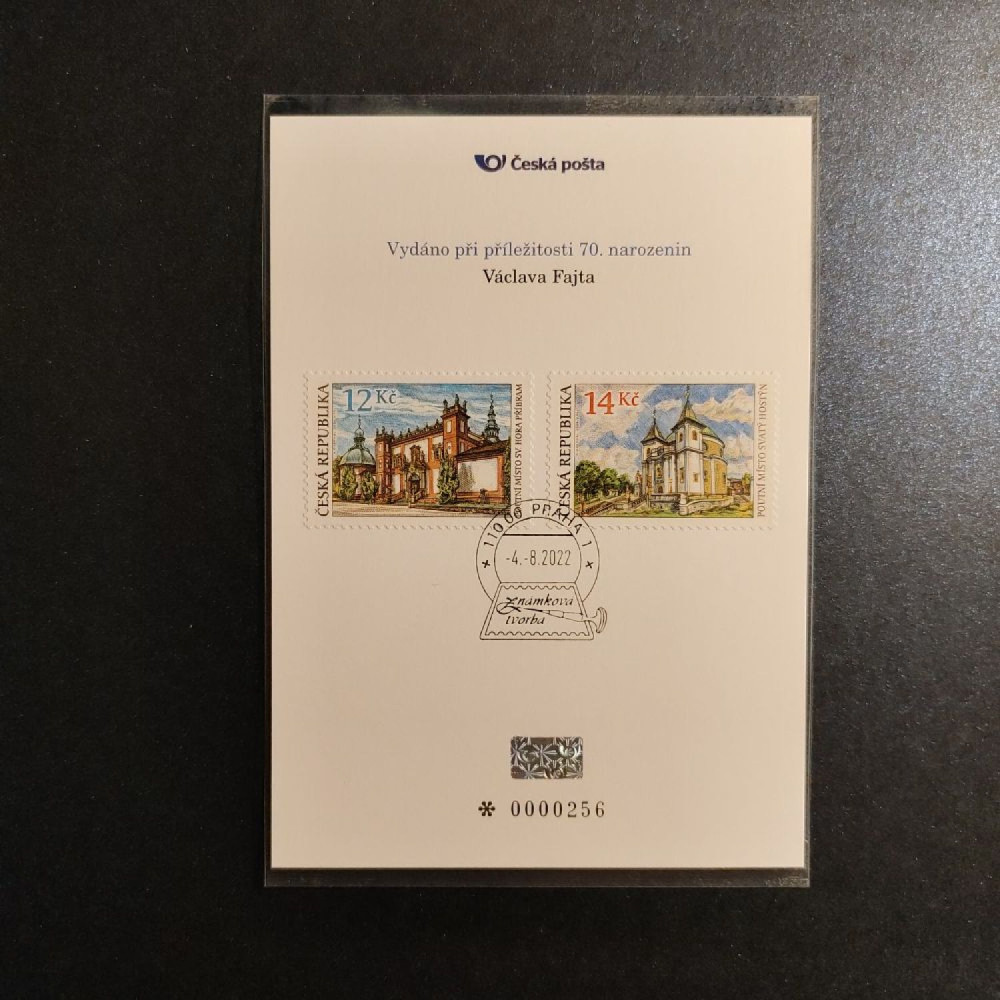 Česká pošta
Vydáno při příležitosti 70. narozenin
Václava Fajta
ČESKÁ REPUBLIKA
12 Kč
POUTNÍ MÍSTO SV. HORA PŘÍBRAM
ČESKÁ REPUBLIKA
14 Kč
POUTNÍ MÍSTO SVATÝ HOSTÝN
* 110 00 PRAHA 1 *
-4.-8.2022
Známková
tvorba
* 0000256